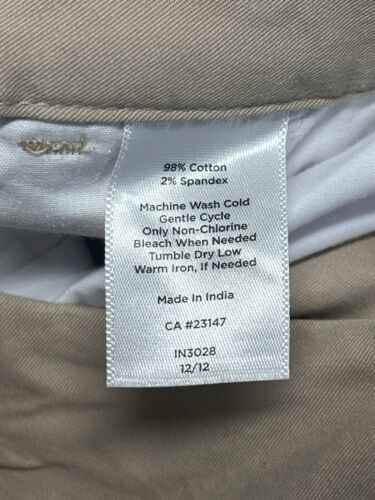 98% Cotton
2% Spandex
Machine Wash Cold
Gentle Cycle
Only Non-Chlorine
Bleach When Needed
Tumble Dry Low
Warm Iron, If Needed
Made In India
CA #23147
IN3028
12/12